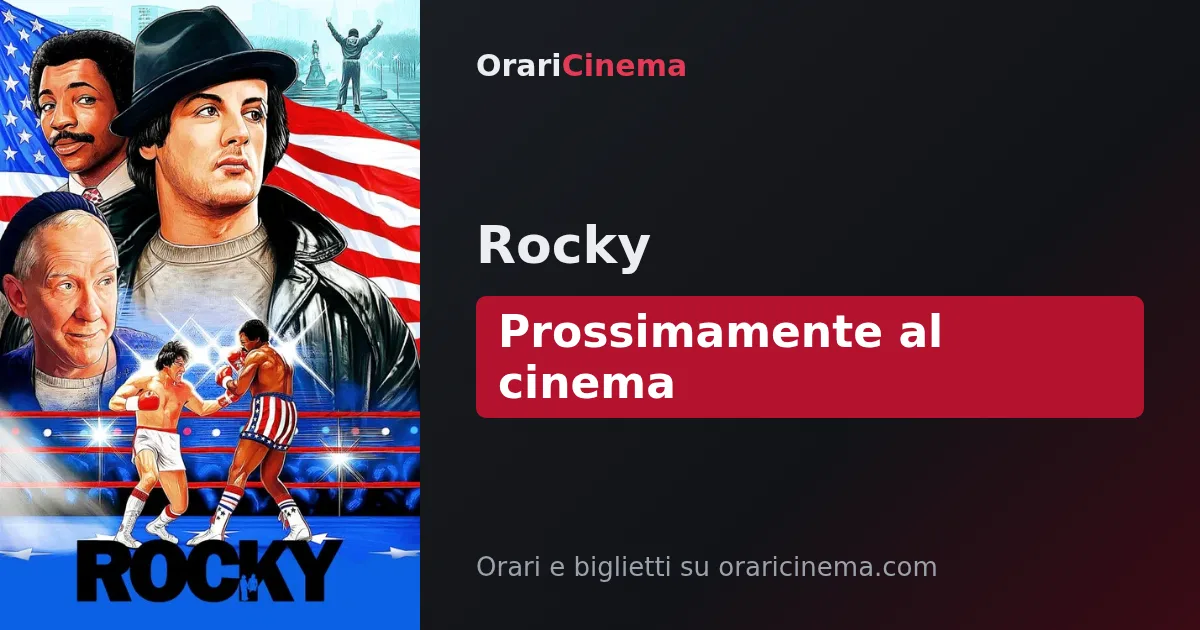 OrariCinema
Rocky
Prossimamente al
cinema
Orari e biglietti su oraricinema.com
ROCKY